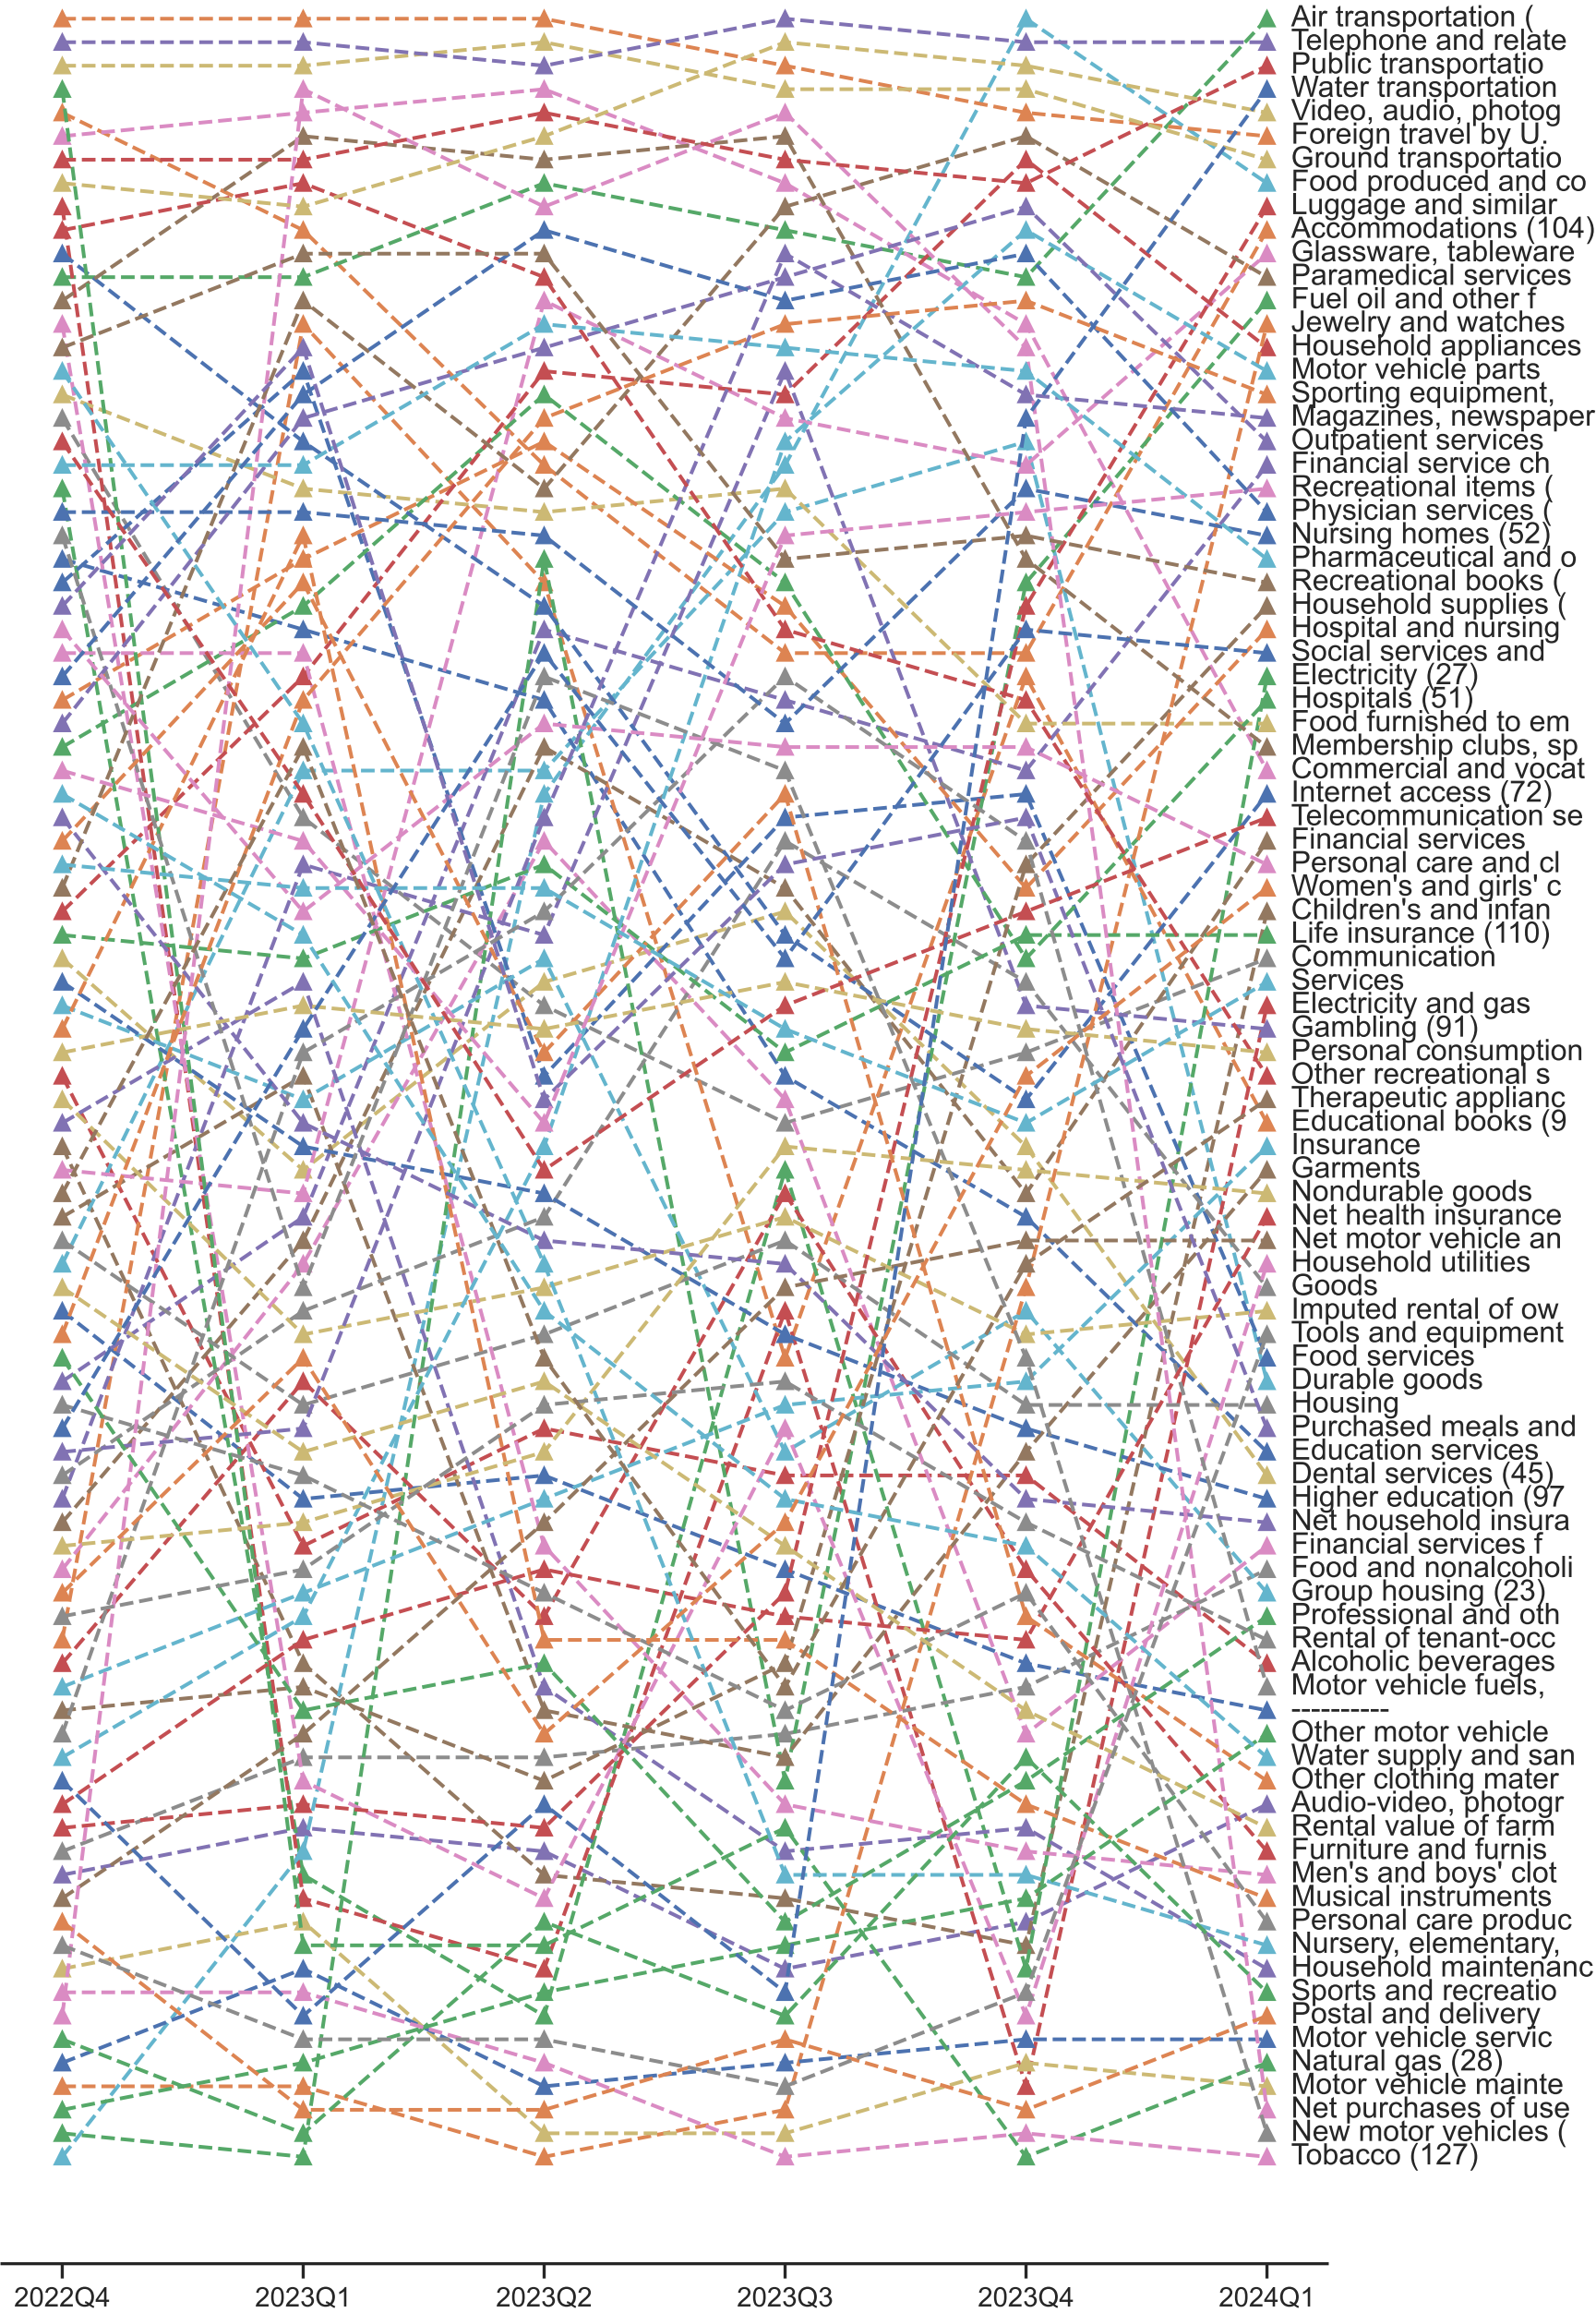 Air transportation (
Telephone and relate
Public transportatio
Water transportation
Video, audio, photog
Foreign travel by U.
Ground transportatio
Food produced and co
Luggage and similar
Accommodations (104)
Glassware, tableware
Paramedical services
Fuel oil and other f
Jewelry and watches
Household appliances
Motor vehicle parts
Sporting equipment,
Magazines, newspaper
Outpatient services
Financial service ch
Recreational items (
Physician services (
Nursing homes (52)
Pharmaceutical and o
Recreational books (
Household supplies (
Hospital and nursing
Social services and
Electricity (27)
Hospitals (51)
Food furnished to em
Membership clubs, sp
Commercial and vocat
Internet access (72)
Telecommunication se
Financial services
Personal care and cl
Women's and girls' c
Children's and infan
Life insurance (110)
Communication
Services
Electricity and gas
Gambling (91)
Personal consumption
Other recreational s
Therapeutic applianc
Educational books (9
Insurance
Garments
Nondurable goods
Net health insurance
Net motor vehicle an
Household utilities
Goods
Imputed rental of ow
Tools and equipment
Food services
Durable goods
Housing
Purchased meals and
Education services
Dental services (45)
Higher education (97
Net household insura
Financial services f
Food and nonalcoholi
Group housing (23)
Professional and oth
Rental of tenant-occ
Alcoholic beverages
Motor vehicle fuels,
----------
Other motor vehicle
Water supply and san
Other clothing mater
Audio-video, photogr
Rental value of farm
Furniture and furnis
Men's and boys' clot
Musical instruments
Personal care produc
Nursery, elementary,
Household maintenanc
Sports and recreatio
Postal and delivery
Motor vehicle servic
Natural gas (28)
Motor vehicle mainte
Net purchases of use
New motor vehicles (
Tobacco (127)
2022Q4 2023Q1 2023Q2 2023Q3 2023Q4 2024Q1